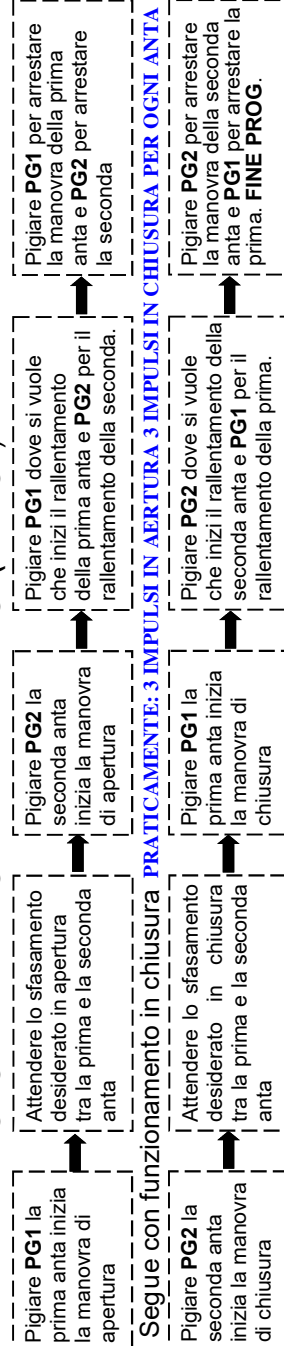 Pigiare PG1 la
prima anta inizia
la manovra di
apertura
Attendere lo sfasamento
desiderato in apertura
tra la prima e la seconda
anta
Pigiare PG2 la
seconda anta
inizia la manovra
di apertura
Pigiare PG1 dove si vuole
che inizi il rallentamento
della prima anta e PG2 per il
rallentamento della seconda.
Pigiare PG1 per arrestare
la manovra della prima
anta e PG2 per arrestare
la seconda
Segue con funzionamento in chiusura PRATICAMENTE: 3 IMPULSI IN AERTURA 3 IMPULSI IN CHIUSURA PER OGNI ANTA
Pigiare PG2 la
seconda anta
inizia la manovra
di chiusura
Attendere lo sfasamento
desiderato in chiusura
tra la prima e la seconda
anta
Pigiare PG1 la
prima anta inizia
la manovra di
chiusura
Pigiare PG2 dove si vuole
che inizi il rallentamento della
seconda anta e PG1 per il
rallentamento della prima.
Pigiare PG2 per arrestare
la manovra della seconda
anta e PG1 per arrestare la
prima. FINE PROG.